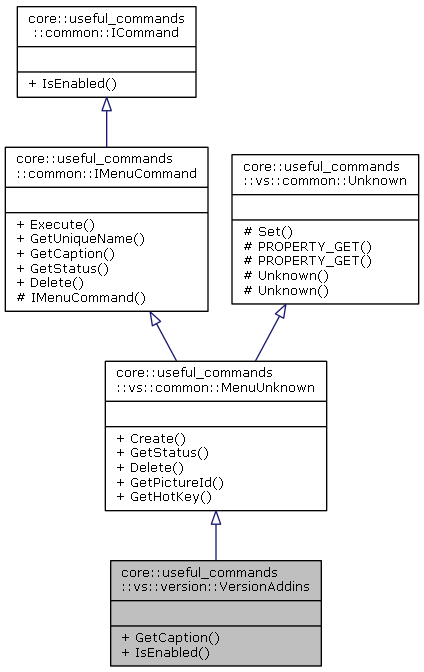 core::useful_commands
::common::ICommand
+ IsEnabled()
core::useful_commands
::common::IMenuCommand
+ Execute()
+ GetUniqueName()
+ GetCaption()
+ GetStatus()
+ Delete()
# IMenuCommand()
core::useful_commands
::vs::common::Unknown
# Set()
# PROPERTY_GET()
# PROPERTY_GET()
# Unknown()
# Unknown()
core::useful_commands
::vs::common::MenuUnknown
+ Create()
+ GetStatus()
+ Delete()
+ GetPictureId()
+ GetHotKey()
core::useful_commands
::vs::version::VersionAddins
+ GetCaption()
+ IsEnabled()